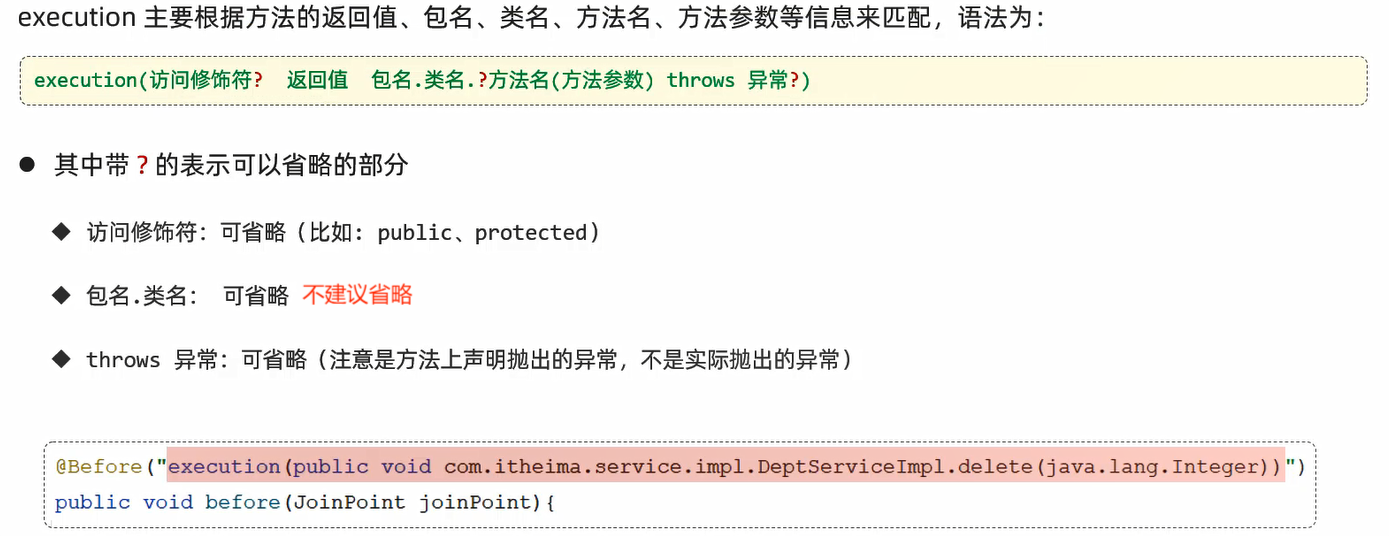 execution 主要根据方法的返回值、包名、类名、方法名、方法参数等信息来匹配，语法为：
execution(访问修饰符?  返回值  包名.类名.?方法名(方法参数) throws 异常?)
● 其中带 ? 的表示可以省略的部分
◆ 访问修饰符：可省略（比如: public、protected）
◆ 包名.类名： 可省略 不建议省略
◆ throws 异常：可省略（注意是方法上声明抛出的异常，不是实际抛出的异常）
@Before("execution(public void com.itheima.service.impl.DeptServiceImpl.delete(java.lang.Integer))")
public void before(JoinPoint joinPoint){